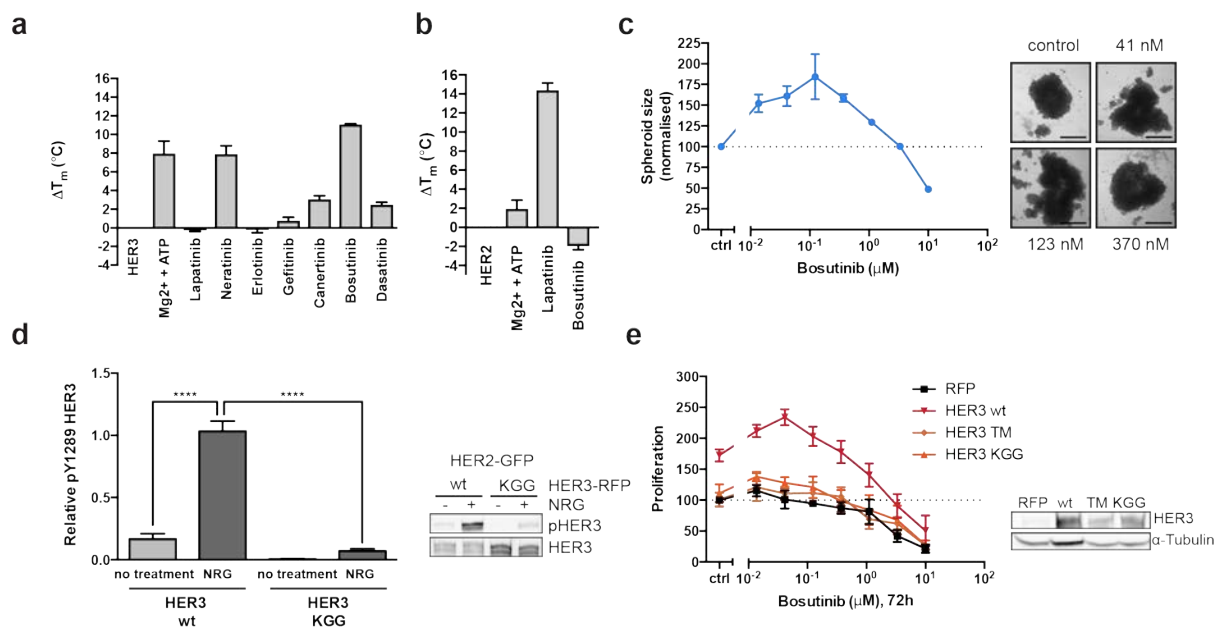 a
16
14
12
10
8
6
4
2
0
-2
-4
ΔTm (°C)
HER3
Mg2+ + ATP
Lapatinib
Neratinib
Erlotinib
Gefitinib
Canertinib
Bosutinib
Dasatinib
b
16
14
12
10
8
6
4
2
0
-2
-4
ΔTm (°C)
HER2
Mg2+ + ATP
Lapatinib
Bosutinib
c
225
200
175
150
125
100
75
50
25
0
Spheroid size
(normalised)
ctrl
10-2
10-1
100
101
102
Bosutinib (μM)
control
41 nM
123 nM
370 nM
d
1.5
1.0
0.5
0.0
Relative pY1289 HER3
****
****
no treatment
NRG
no treatment
NRG
HER3
wt
HER3
KGG
HER2-GFP
wt
KGG
HER3-RFP
- + - + NRG
pHER3
HER3
e
300
250
200
150
100
50
0
Proliferation
ctrl
10-2
10-1
100
101
102
Bosutinib (μM), 72h
RFP
HER3 wt
HER3 TM
HER3 KGG
RFP wt TM KGG
HER3
α-Tubulin